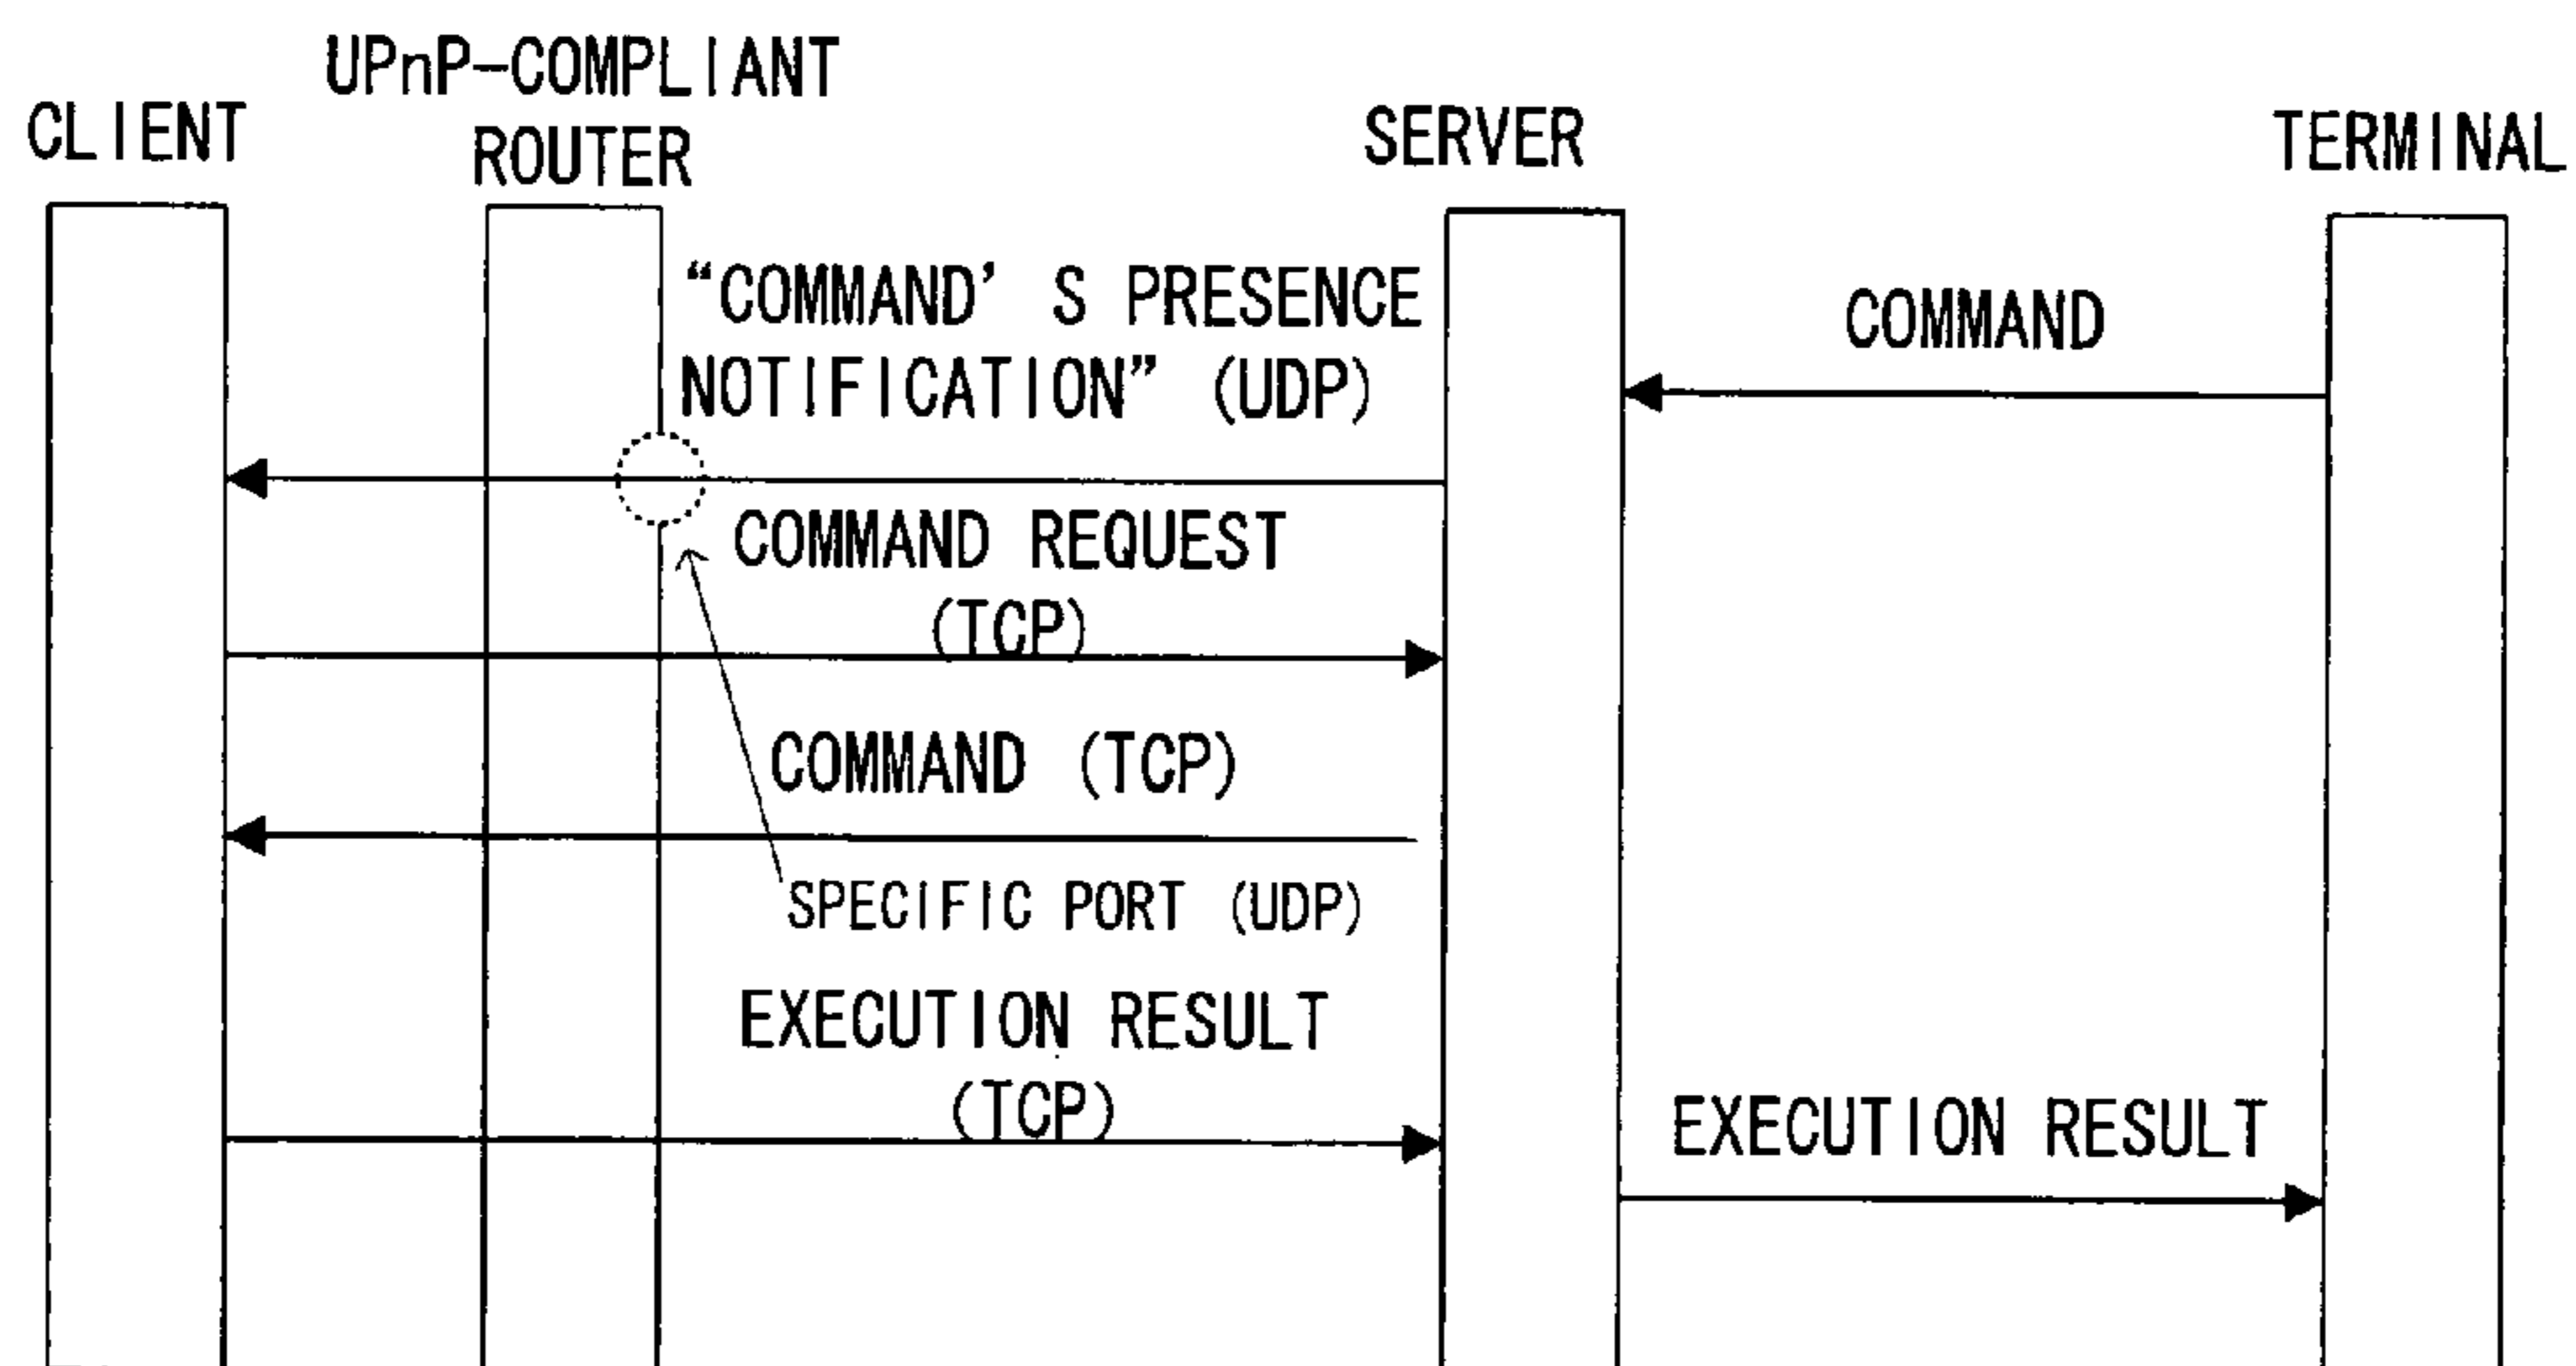 CLIENT
UPnP-COMPLIANT
ROUTER
SERVER
TERMINAL
“COMMAND’ S PRESENCE
NOTIFICATION” (UDP)
COMMAND
COMMAND REQUEST
(TCP)
COMMAND (TCP)
SPECIFIC PORT (UDP)
EXECUTION RESULT
(TCP)
EXECUTION RESULT